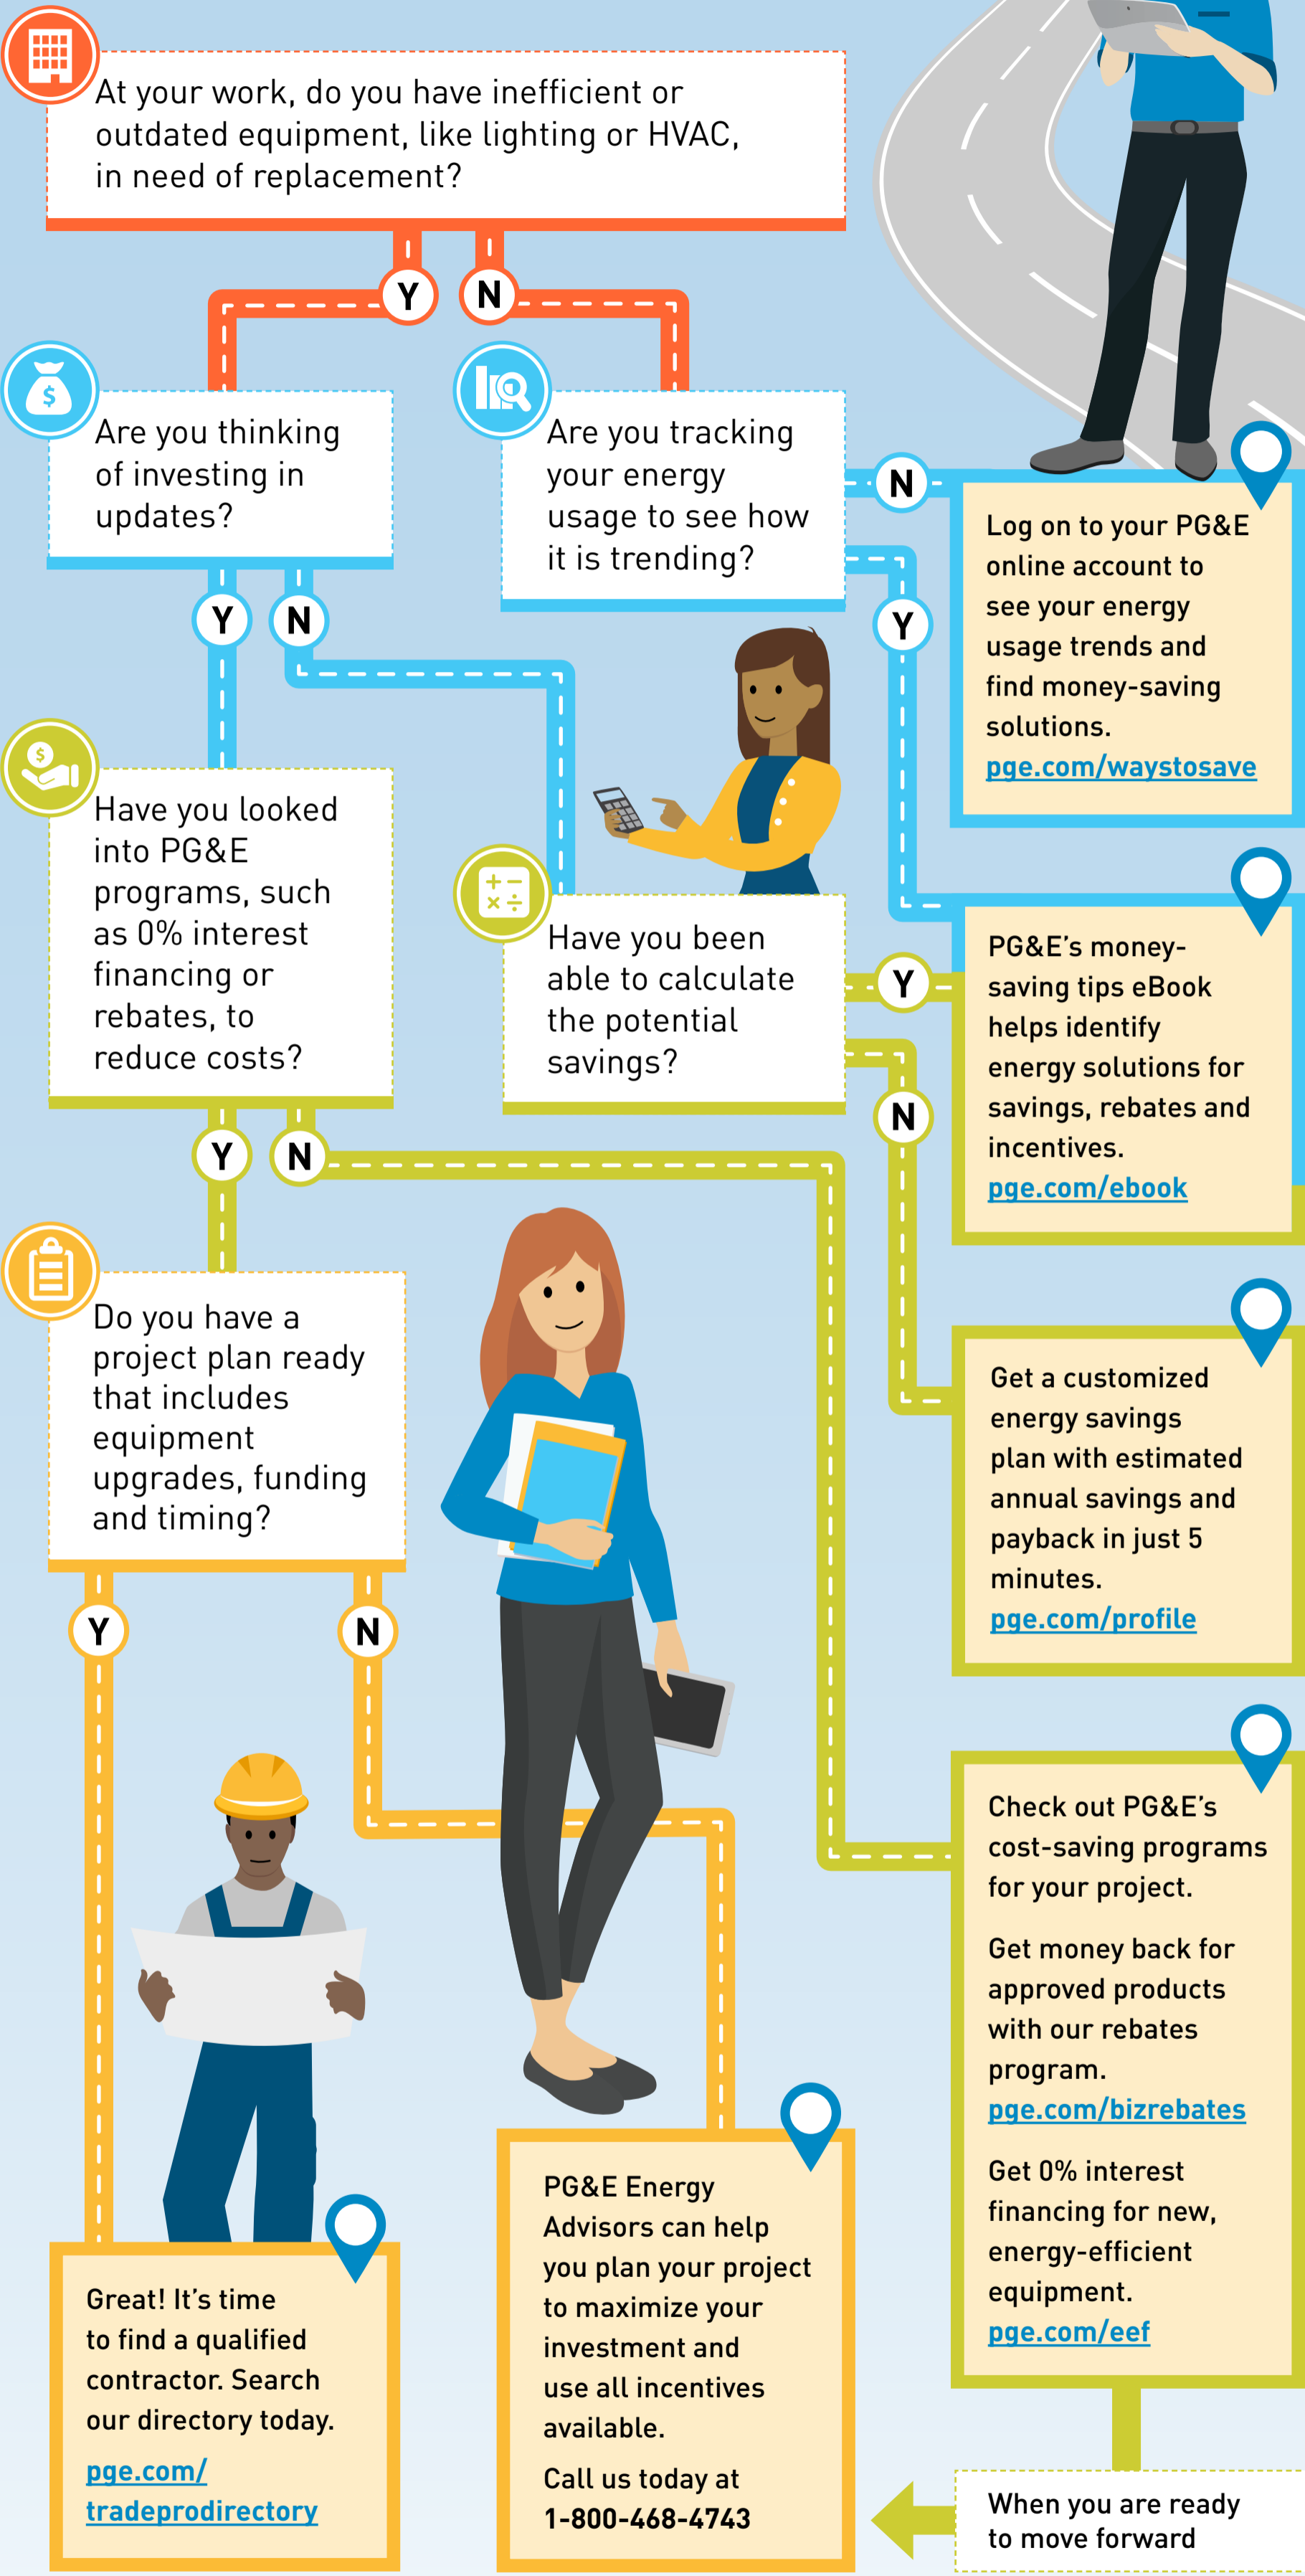 At your work, do you have inefficient or
outdated equipment, like lighting or HVAC,
in need of replacement?
Y
N
$
Are you thinking
of investing in
updates?
Are you tracking
your energy
usage to see how
it is trending?
N
Y
Log on to your PG&E
online account to
see your energy
usage trends and
find money-saving
solutions.
pge.com/waystosave
Y
N
$
Have you looked
into PG&E
programs, such
as 0% interest
financing or
rebates, to
reduce costs?
+ −
× ÷
Have you been
able to calculate
the potential
savings?
Y
N
PG&E's money-
saving tips eBook
helps identify
energy solutions for
savings, rebates and
incentives.
pge.com/ebook
Y
N
Do you have a
project plan ready
that includes
equipment
upgrades, funding
and timing?
Get a customized
energy savings
plan with estimated
annual savings and
payback in just 5
minutes.
pge.com/profile
Y
N
Check out PG&E's
cost-saving programs
for your project.
Get money back for
approved products
with our rebates
program.
pge.com/bizrebates
Get 0% interest
financing for new,
energy-efficient
equipment.
pge.com/eef
Great! It's time
to find a qualified
contractor. Search
our directory today.
pge.com/
tradeprodirectory
PG&E Energy
Advisors can help
you plan your project
to maximize your
investment and
use all incentives
available.
Call us today at
1-800-468-4743
When you are ready
to move forward